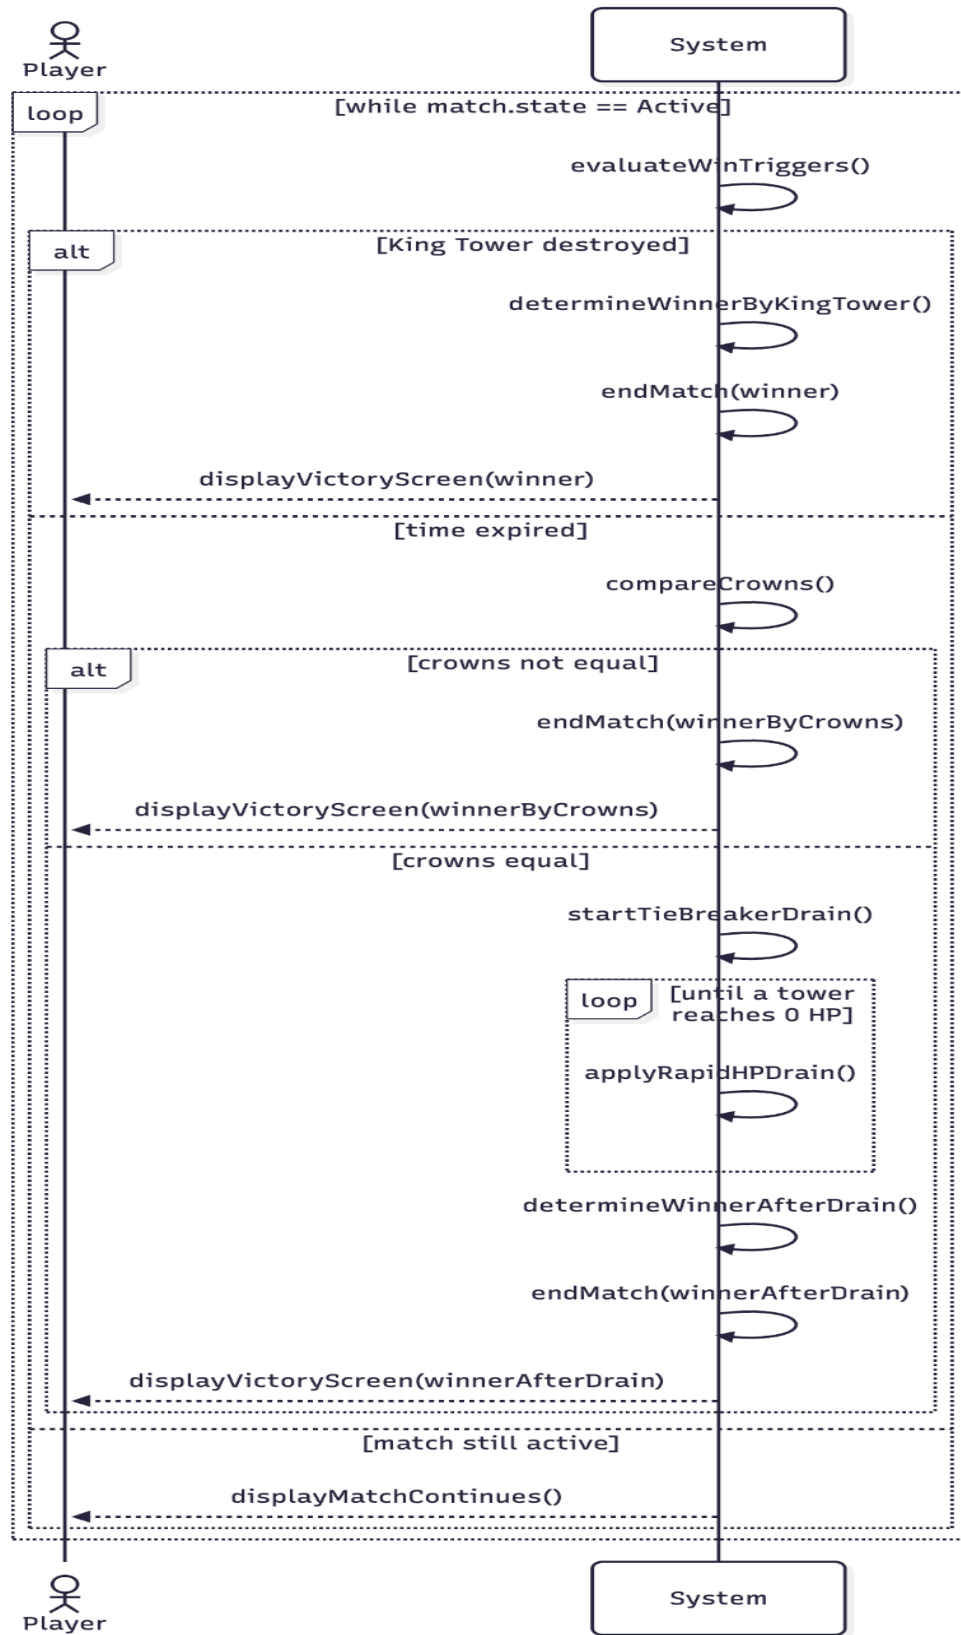 Player
System
loop
[while match.state == Active]
evaluateWinTriggers()
alt
[King Tower destroyed]
determineWinnerByKingTower()
endMatch(winner)
displayVictoryScreen(winner)
[time expired]
compareCrowns()
alt
[crowns not equal]
endMatch(winnerByCrowns)
displayVictoryScreen(winnerByCrowns)
[crowns equal]
startTieBreakerDrain()
loop
[until a tower
reaches 0 HP]
applyRapidHPDrain()
determineWinnerAfterDrain()
endMatch(winnerAfterDrain)
displayVictoryScreen(winnerAfterDrain)
[match still active]
displayMatchContinues()
Player
System